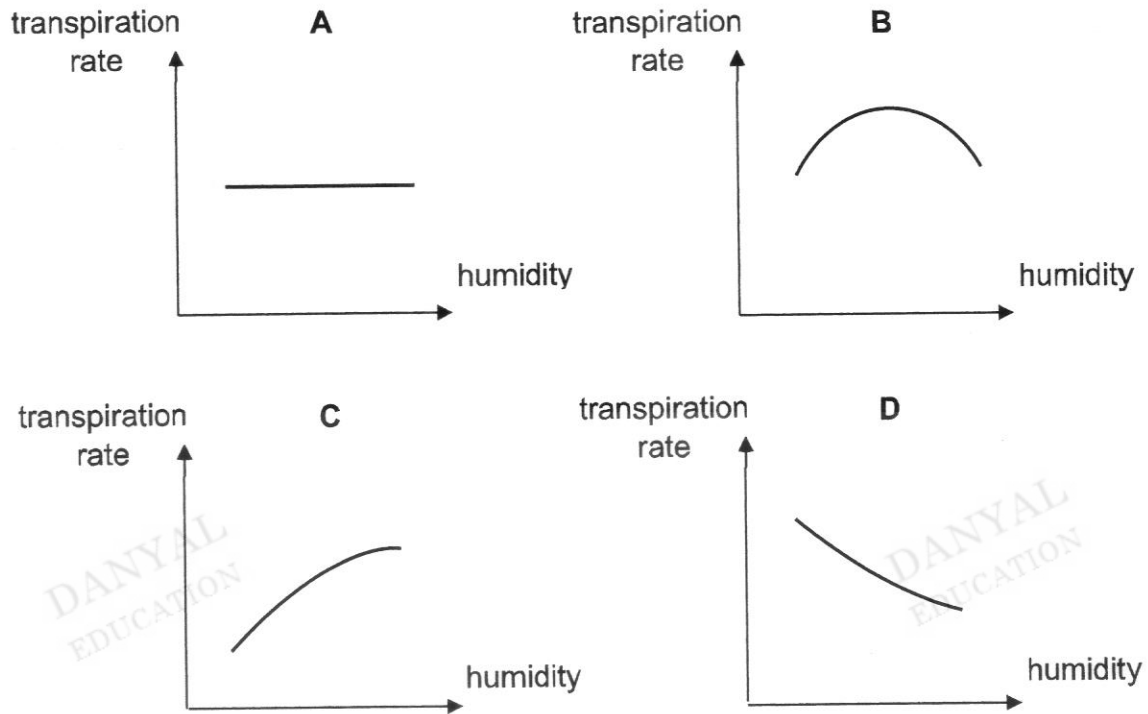 transpiration
rate
A
humidity
transpiration
rate
B
humidity
transpiration
rate
C
humidity
transpiration
rate
D
humidity
DANYAL
EDUCATION
DANYAL
EDUCATION